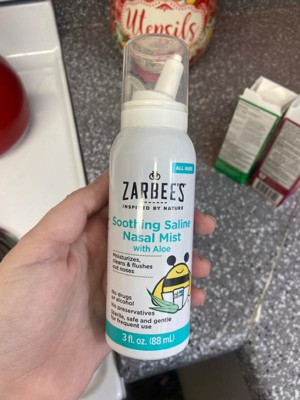 Utensils
ALL AGES
ZARBEE'S
INSPIRED BY NATURE
Soothing Saline
Nasal Mist
with Aloe
Moisturizes,
cleans & flushes
out noses
No drugs
or alcohol
No preservatives
Sterile, safe and gentle
for frequent use
3 fl. oz. (88 mL)